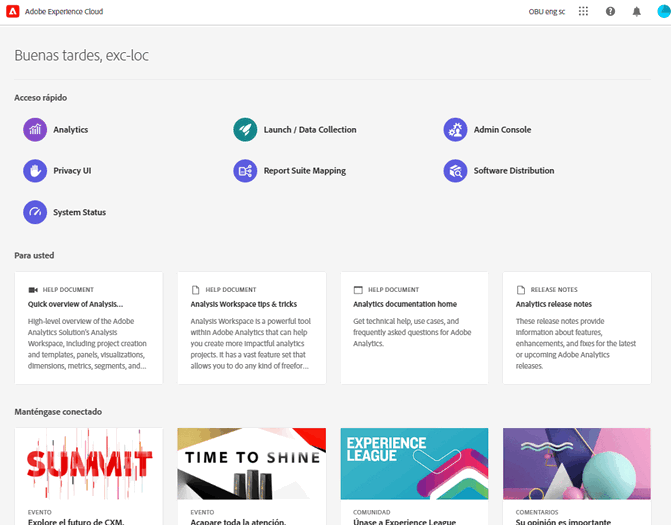 Adobe Experience Cloud
OBU eng sc
Buenas tardes, exc-loc
Acceso rápido
Analytics
Launch / Data Collection
Admin Console
Privacy UI
Report Suite Mapping
Software Distribution
System Status
Para usted
HELP DOCUMENT
Quick overview of Analysis...
High-level overview of the Adobe
Analytics Solution's Analysis
Workspace, including project creation
and templates, panels, visualizations,
dimensions, metrics, segments, and...
HELP DOCUMENT
Analysis Workspace tips & tricks
Analysis Workspace is a powerful tool
within Adobe Analytics that can help
you create more impactful analytics
projects. It has a vast feature set that
allows you to do any kind of freefor...
HELP DOCUMENT
Analytics documentation home
Get technical help, use cases, and
frequently asked questions for Adobe
Analytics.
RELEASE NOTES
Analytics release notes
These release notes provide
information about features,
enhancements, and fixes for the latest
or upcoming Adobe Analytics
releases.
Manténgase conectado
SUMMIT
EVENTO
Explore el futuro de CXM.
TIME TO SHINE
EVENTO
Acapare toda la atención.
EXPERIENCE
LEAGUE
COMUNIDAD
Únase a Experience League
COMENTARIOS
Su opinión es importante